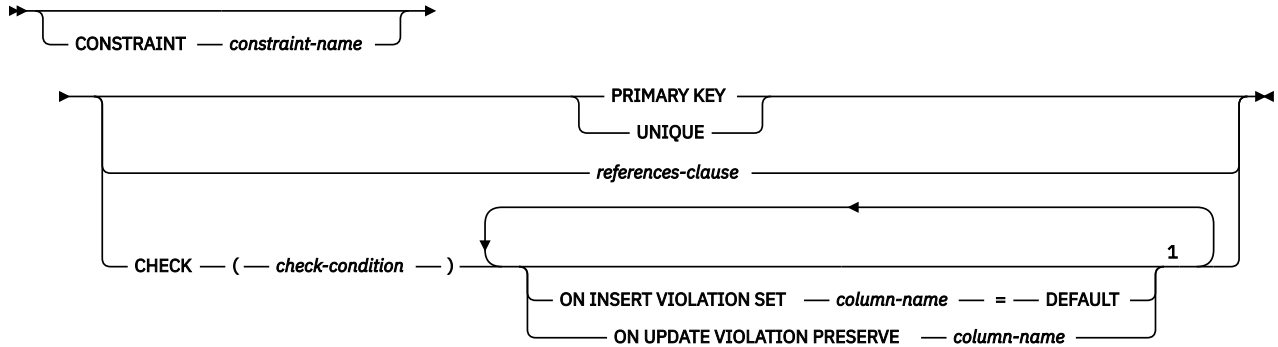 CONSTRAINT constraint-name
PRIMARY KEY
UNIQUE
references-clause
1
CHECK ( check-condition )
ON INSERT VIOLATION SET column-name = DEFAULT
ON UPDATE VIOLATION PRESERVE column-name